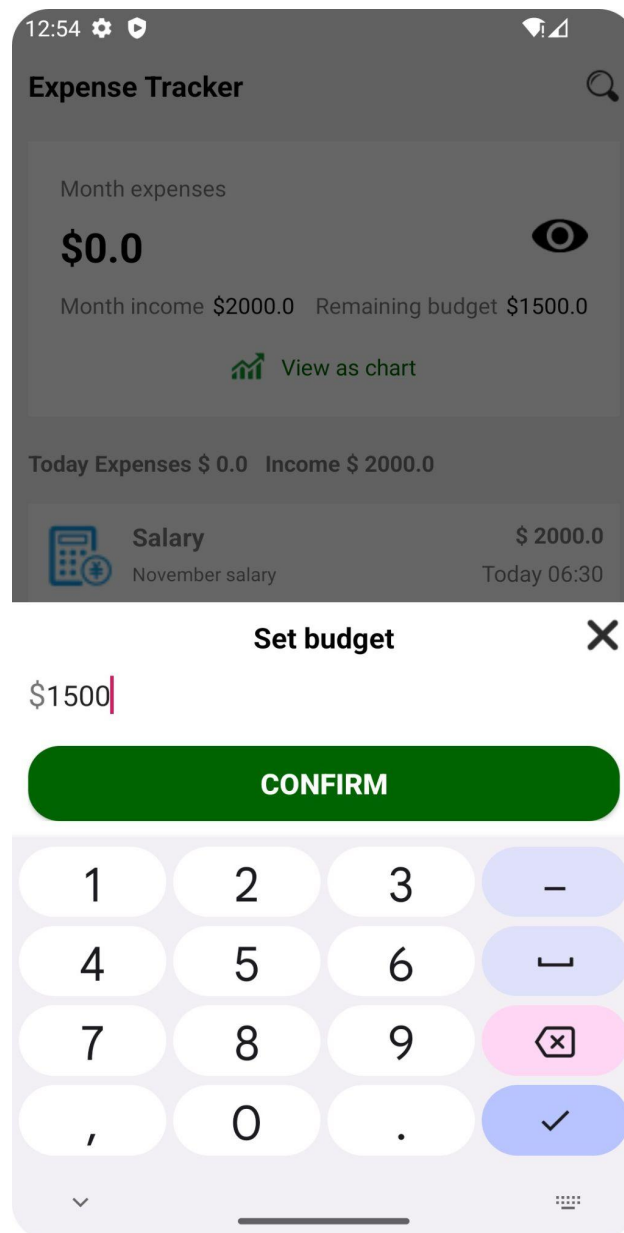 12:54
Expense Tracker
Month expenses
$0.0
Month income $2000.0 Remaining budget $1500.0
View as chart
Today Expenses $ 0.0 Income $ 2000.0
Salary $ 2000.0
November salary Today 06:30
Set budget
$1500
CONFIRM
1 2 3 –
4 5 6
7 8 9
, 0 .